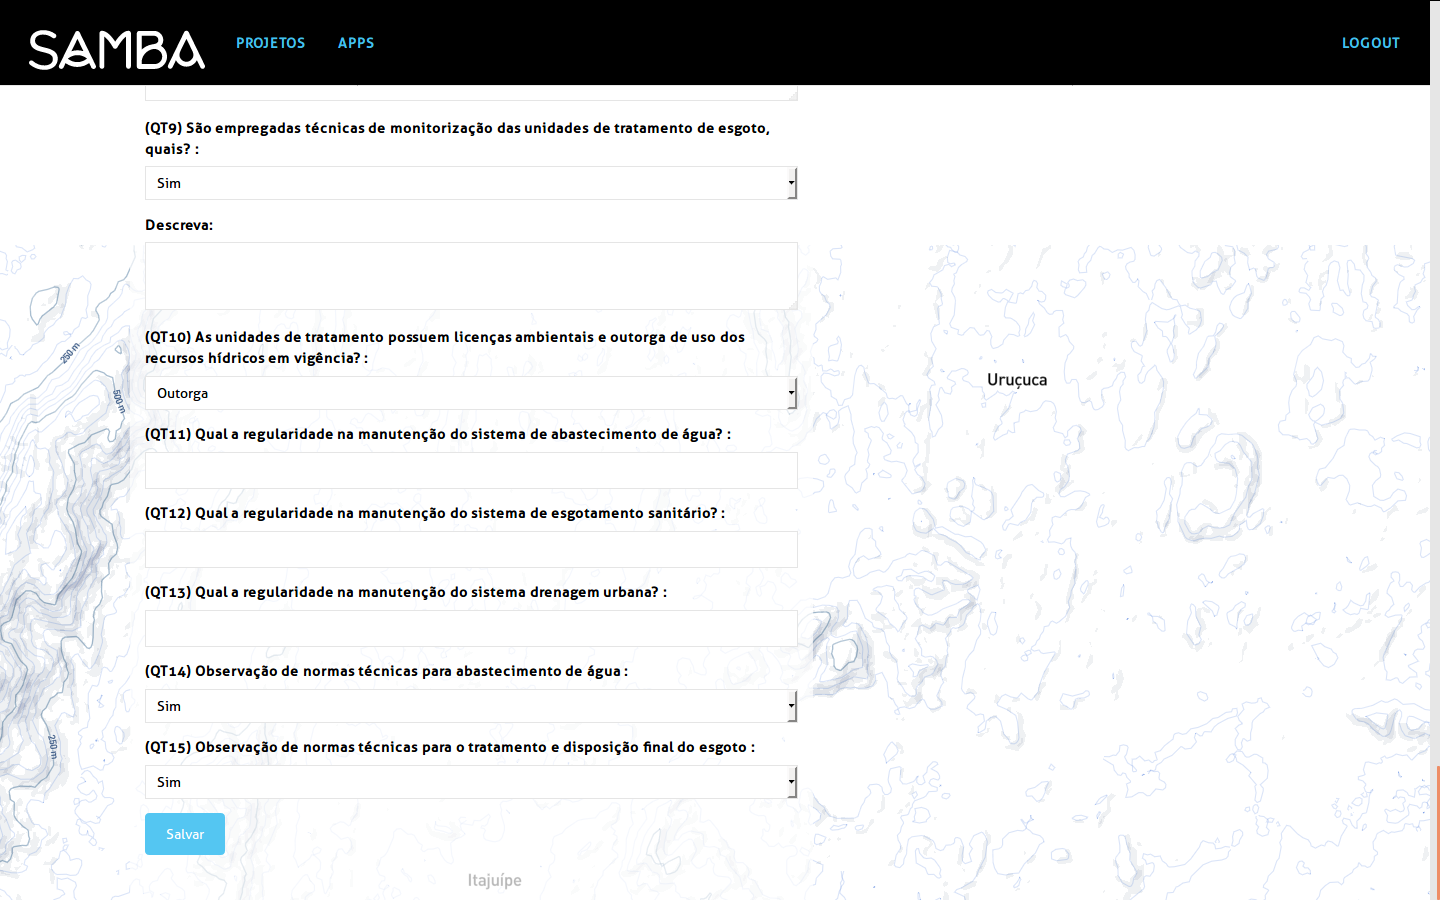 SAMBA
PROJETOS
APPS
LOGOUT
(QT9) São empregadas técnicas de monitorização das unidades de tratamento de esgoto,
quais? :
Sim
Descreva:
(QT10) As unidades de tratamento possuem licenças ambientais e outorga de uso dos
recursos hídricos em vigência? :
Outorga
(QT11) Qual a regularidade na manutenção do sistema de abastecimento de água? :
(QT12) Qual a regularidade na manutenção do sistema de esgotamento sanitário? :
(QT13) Qual a regularidade na manutenção do sistema drenagem urbana? :
(QT14) Observação de normas técnicas para abastecimento de água :
Sim
(QT15) Observação de normas técnicas para o tratamento e disposição final do esgoto :
Sim
Salvar
250 m
500 m
250 m
Uruçuca
Itajuípe